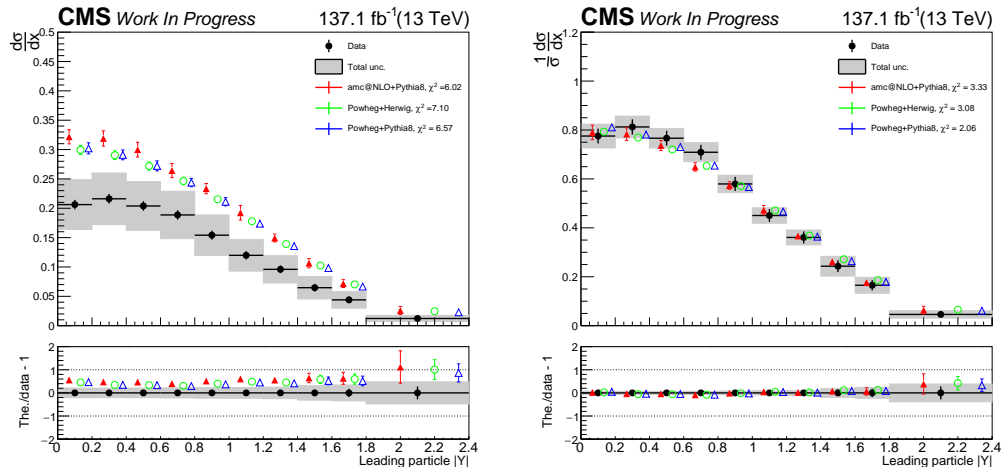 CMS Work In Progress 137.1 fb⁻¹(13 TeV)
dσ/dx
0.5
0.45
0.4
0.35
0.3
0.25
0.2
0.15
0.1
0.05
0
Data
Total unc.
amc@NLO+Pythia8, χ² =6.02
Powheg+Herwig, χ² =7.10
Powheg+Pythia8, χ² = 6.57
The./data - 1
2
1
0
−1
−2
0 0.2 0.4 0.6 0.8 1 1.2 1.4 1.6 1.8 2 2.2 2.4
Leading particle |Y|
CMS Work In Progress 137.1 fb⁻¹(13 TeV)
1/σ dσ/dx
1.2
1
0.8
0.6
0.4
0.2
0
Data
Total unc.
amc@NLO+Pythia8, χ² = 3.33
Powheg+Herwig, χ² = 3.08
Powheg+Pythia8, χ² = 2.06
The./data - 1
2
1
0
−1
−2
0 0.2 0.4 0.6 0.8 1 1.2 1.4 1.6 1.8 2 2.2 2.4
Leading particle |Y|